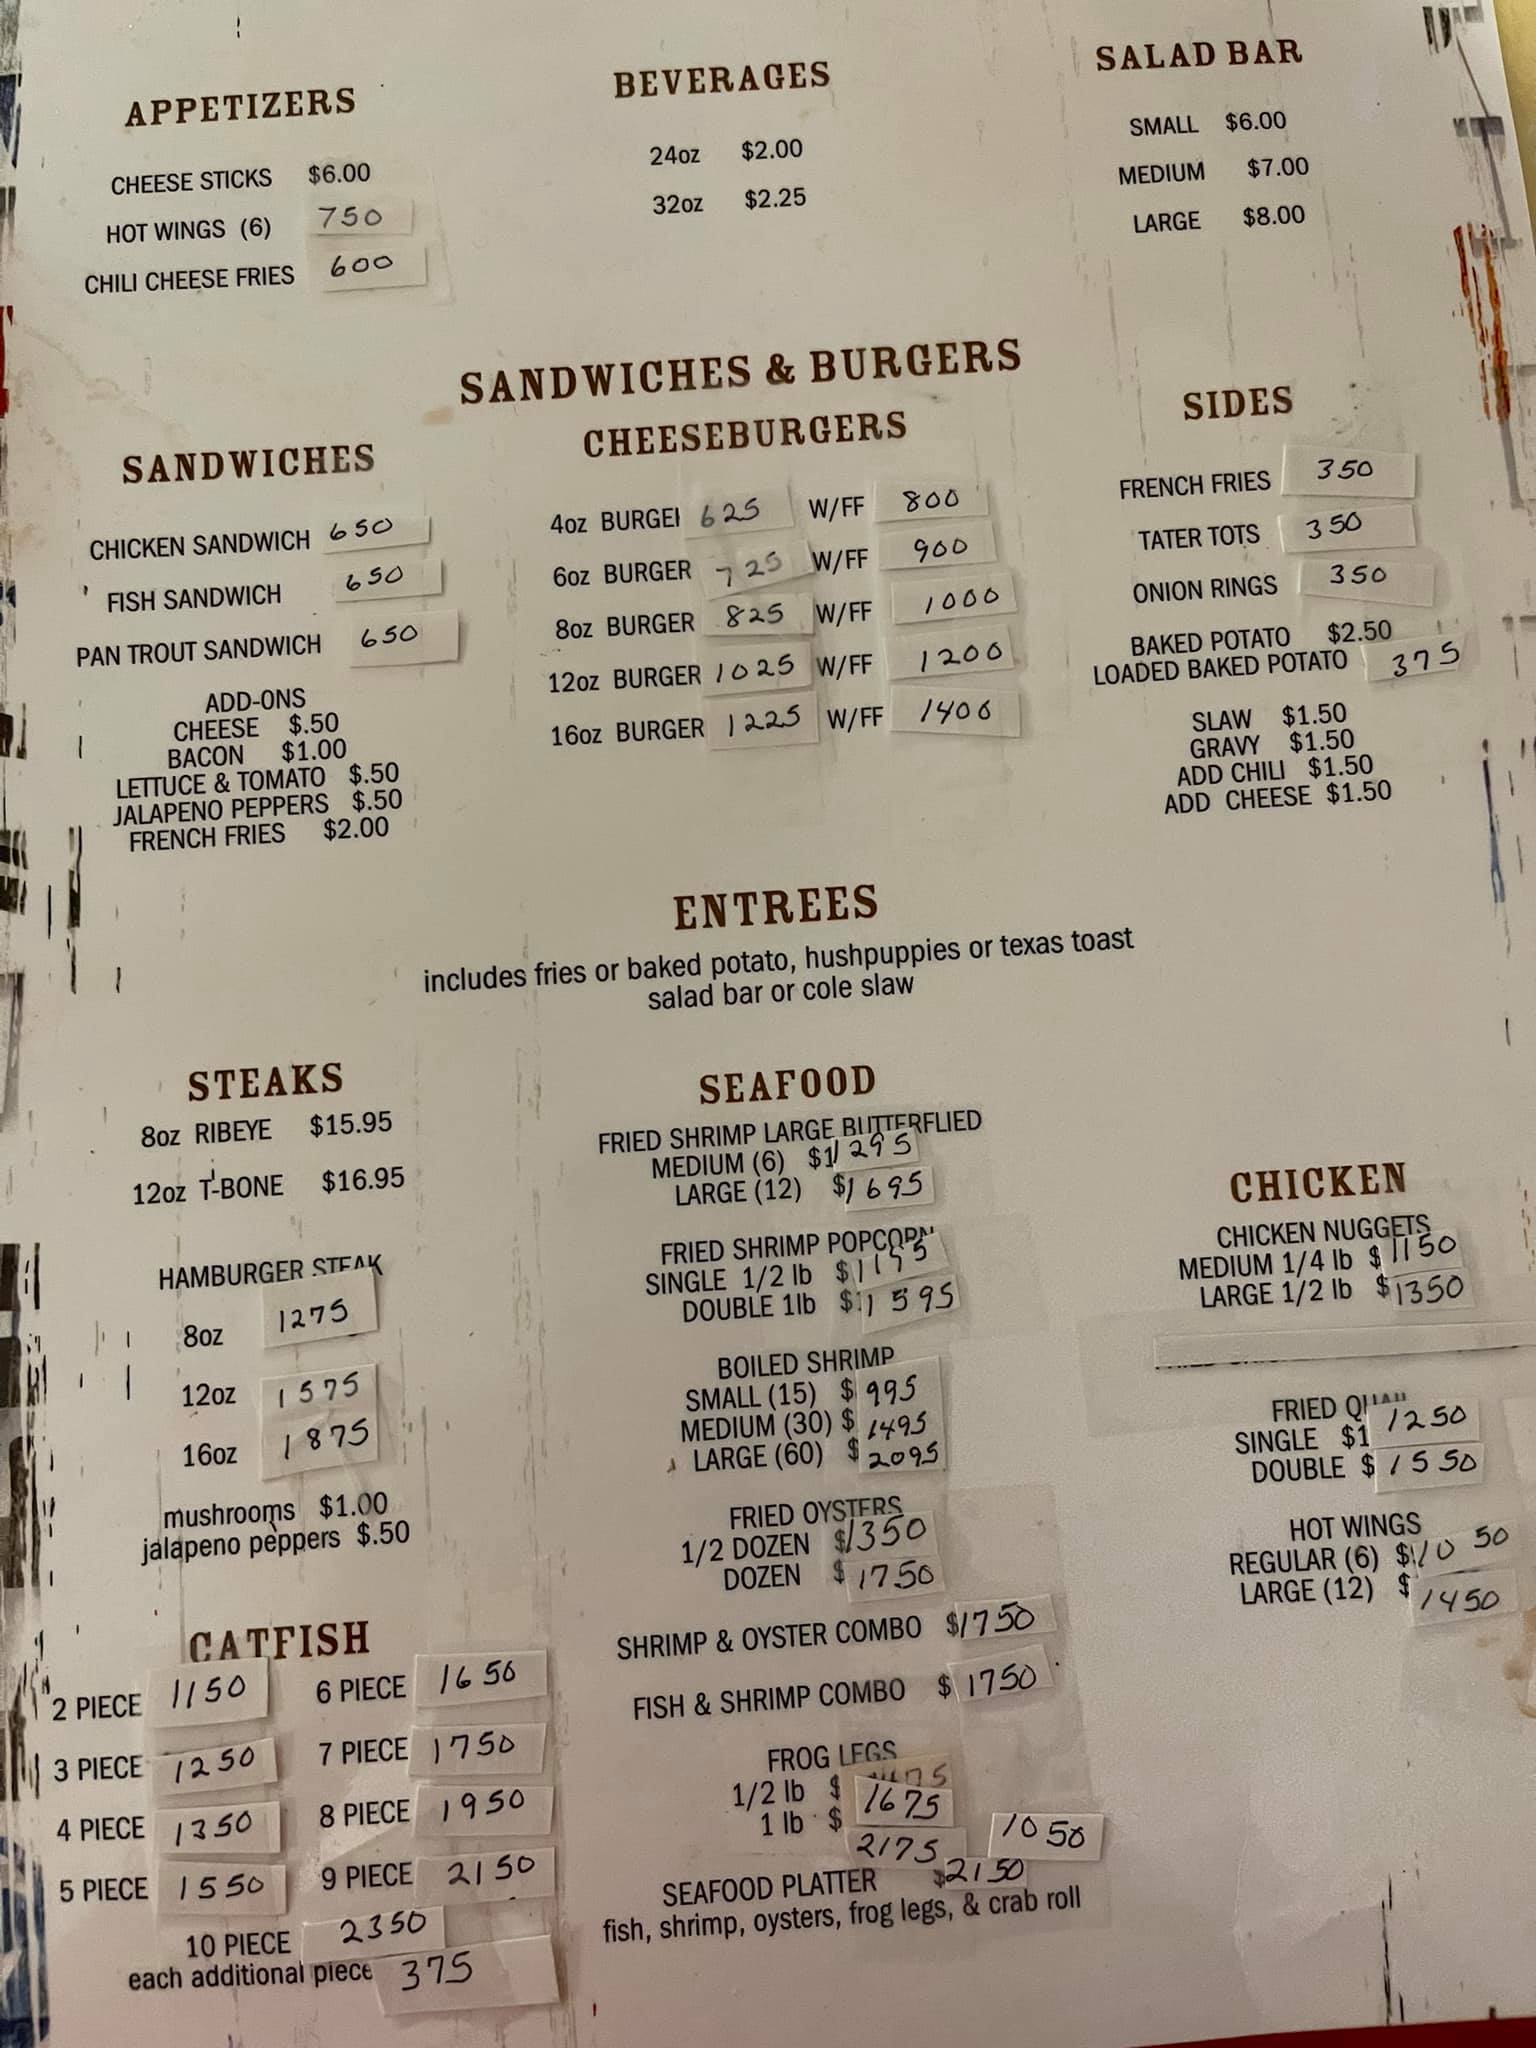 APPETIZERS
CHEESE STICKS $6.00
HOT WINGS (6) 750
CHILI CHEESE FRIES 600
BEVERAGES
24oz $2.00
32oz $2.25
SALAD BAR
SMALL $6.00
MEDIUM $7.00
LARGE $8.00
SANDWICHES & BURGERS
SANDWICHES
CHICKEN SANDWICH 650
FISH SANDWICH 650
PAN TROUT SANDWICH 650
ADD-ONS
CHEESE $.50
BACON $1.00
LETTUCE & TOMATO $.50
JALAPENO PEPPERS $.50
FRENCH FRIES $2.00
CHEESEBURGERS
4oz BURGER 625 W/FF 800
6oz BURGER 725 W/FF 900
8oz BURGER 825 W/FF 1000
12oz BURGER 1025 W/FF 1200
16oz BURGER 1225 W/FF 1400
SIDES
FRENCH FRIES 350
TATER TOTS 350
ONION RINGS 350
BAKED POTATO $2.50
LOADED BAKED POTATO 375
SLAW $1.50
GRAVY $1.50
ADD CHILI $1.50
ADD CHEESE $1.50
ENTREES
includes fries or baked potato, hushpuppies or texas toast
salad bar or cole slaw
STEAKS
8oz RIBEYE $15.95
12oz T-BONE $16.95
HAMBURGER STEAK
8oz 1275
12oz 1575
16oz 1875
mushrooms $1.00
jalapeno peppers $.50
CATFISH
2 PIECE 1150 6 PIECE 1650
3 PIECE 1250 7 PIECE 1750
4 PIECE 1350 8 PIECE 1950
5 PIECE 1550 9 PIECE 2150
10 PIECE 2350
each additional piece 375
SEAFOOD
FRIED SHRIMP LARGE BUTTERFLIED
MEDIUM (6) $1295
LARGE (12) $1695
FRIED SHRIMP POPCORN
SINGLE 1/2 lb $1195
DOUBLE 1lb $1595
BOILED SHRIMP
SMALL (15) $995
MEDIUM (30) $1495
LARGE (60) $2095
FRIED OYSTERS
1/2 DOZEN $1350
DOZEN $1750
SHRIMP & OYSTER COMBO $1750
FISH & SHRIMP COMBO $1750
FROG LEGS
1/2 lb $1675
1 lb $2175 1050
SEAFOOD PLATTER $2150
fish, shrimp, oysters, frog legs, & crab roll
CHICKEN
CHICKEN NUGGETS
MEDIUM 1/4 lb $1150
LARGE 1/2 lb $1350
FRIED QUAIL
SINGLE $1 1250
DOUBLE $1550
HOT WINGS
REGULAR (6) $1050
LARGE (12) $1450